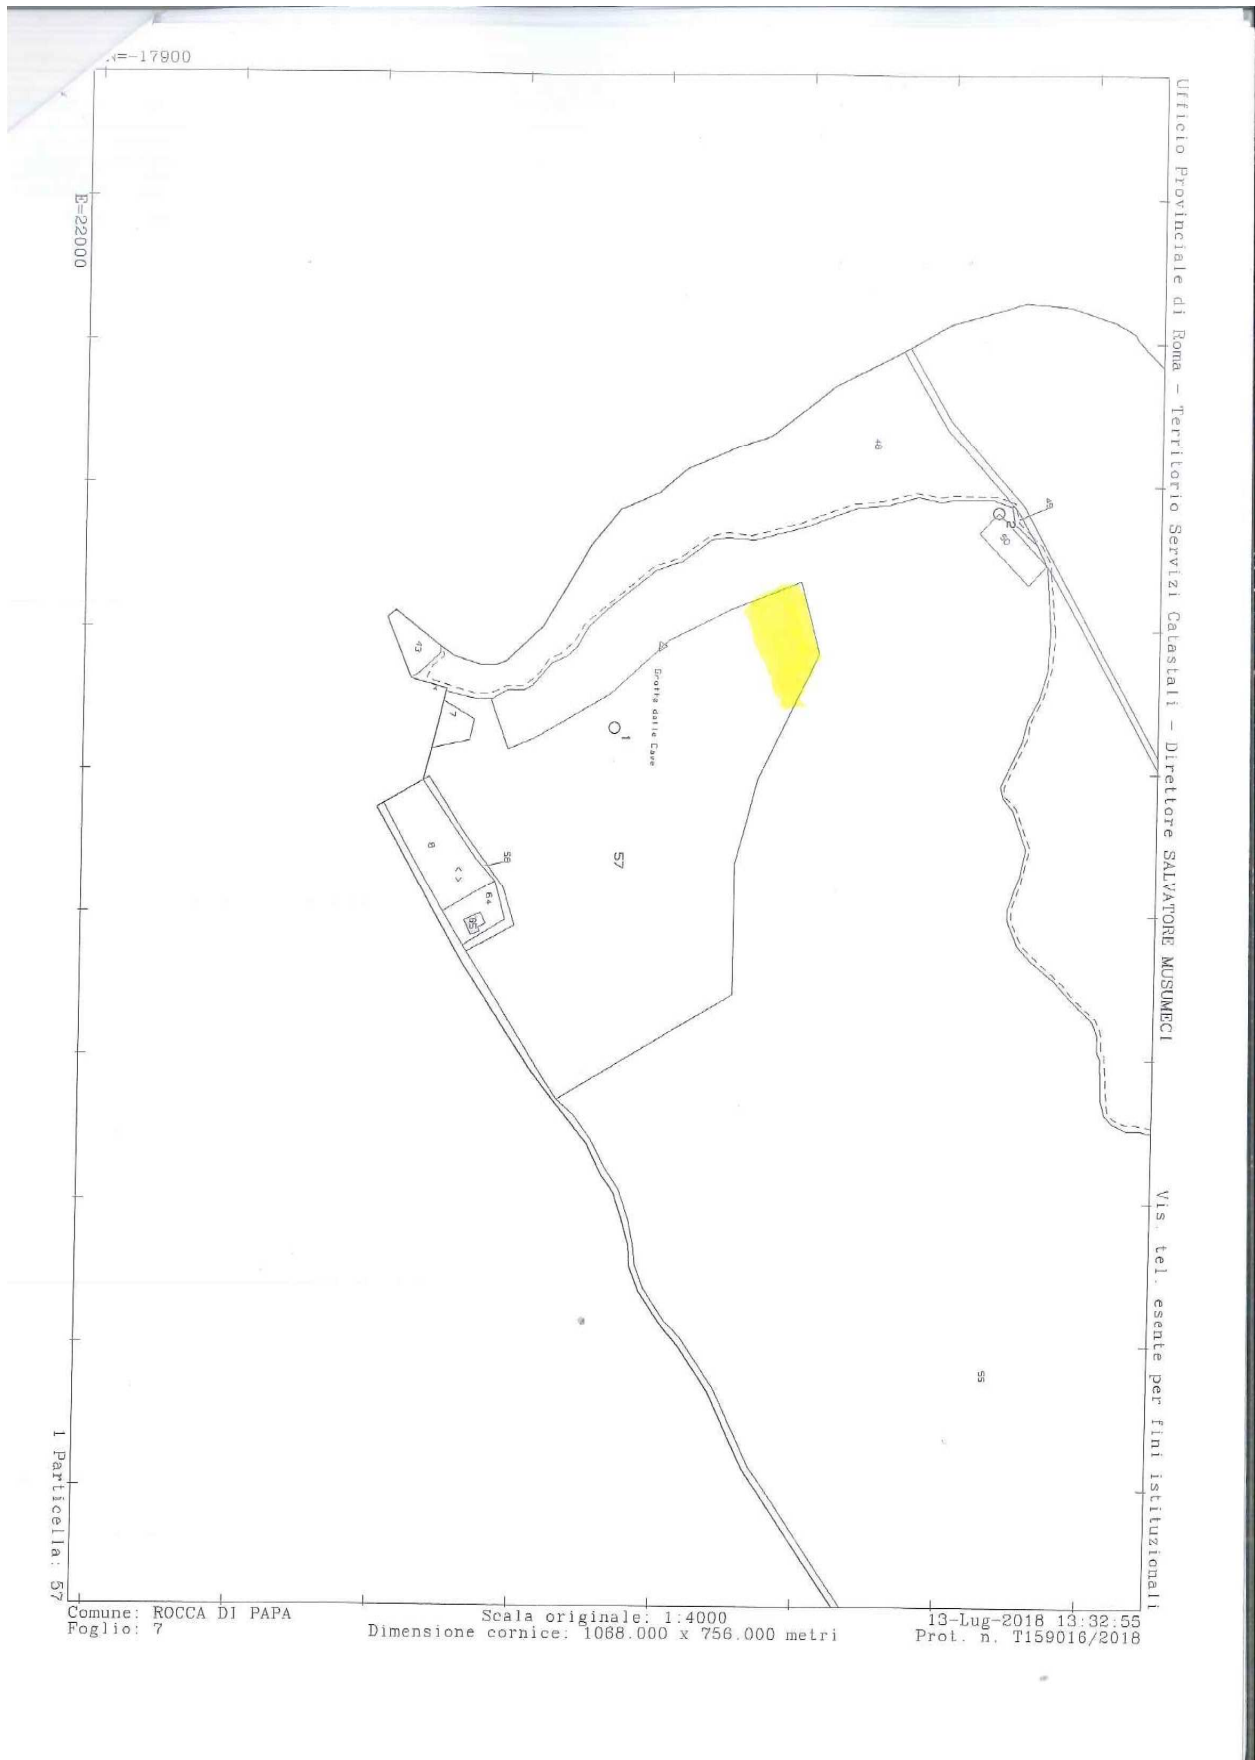 =-17900
E=22000
Ufficio Provinciale di Roma - Territorio Servizi Catastali - Direttore SALVATORE MUSUMECI
Vis. tel. esente per fini istituzionali
48
49
2
50
43
7
Grotta delle Cave
1
57
58
8
64
95
55
1 Particella: 57
Comune: ROCCA DI PAPA
Foglio: 7
Scala originale: 1:4000
Dimensione cornice: 1068.000 x 756.000 metri
13-Lug-2018 13:32:55
Prot. n. T159016/2018